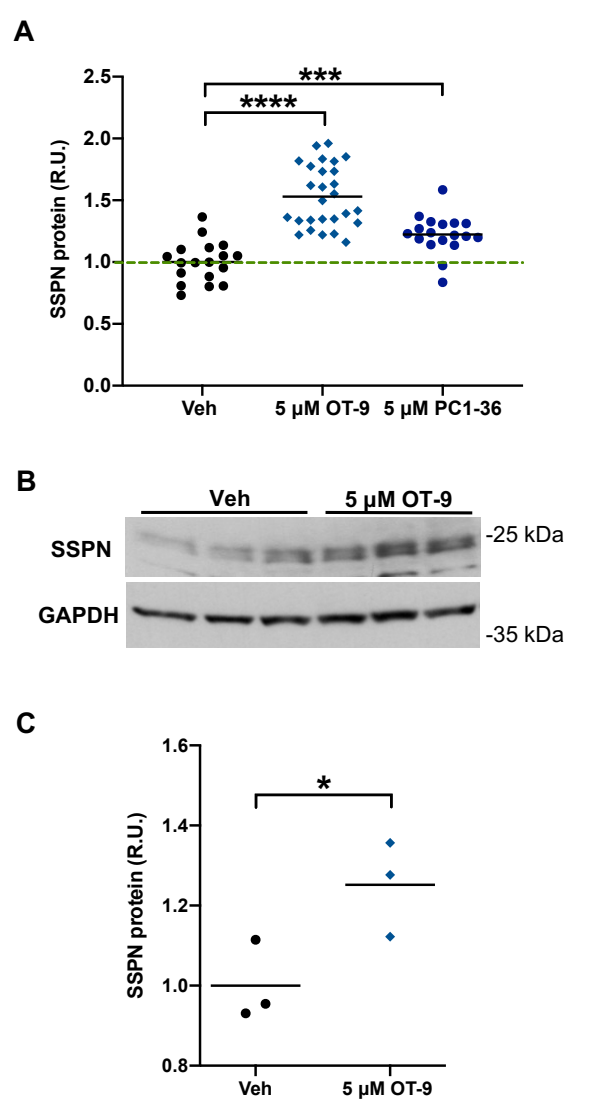 A
***
****
2.5
2.0
1.5
1.0
0.5
0.0
SSPN protein (R.U.)
Veh 5 µM OT-9 5 µM PC1-36
B
Veh 5 µM OT-9
SSPN -25 kDa
GAPDH -35 kDa
C
*
1.6
1.4
1.2
1.0
0.8
SSPN protein (R.U.)
Veh 5 µM OT-9